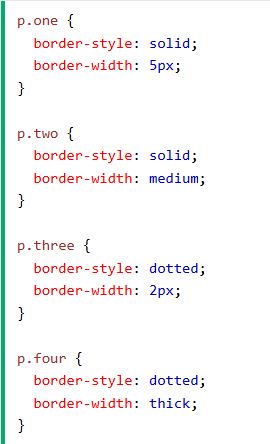 p.one {
  border-style: solid;
  border-width: 5px;
}

p.two {
  border-style: solid;
  border-width: medium;
}

p.three {
  border-style: dotted;
  border-width: 2px;
}

p.four {
  border-style: dotted;
  border-width: thick;
}